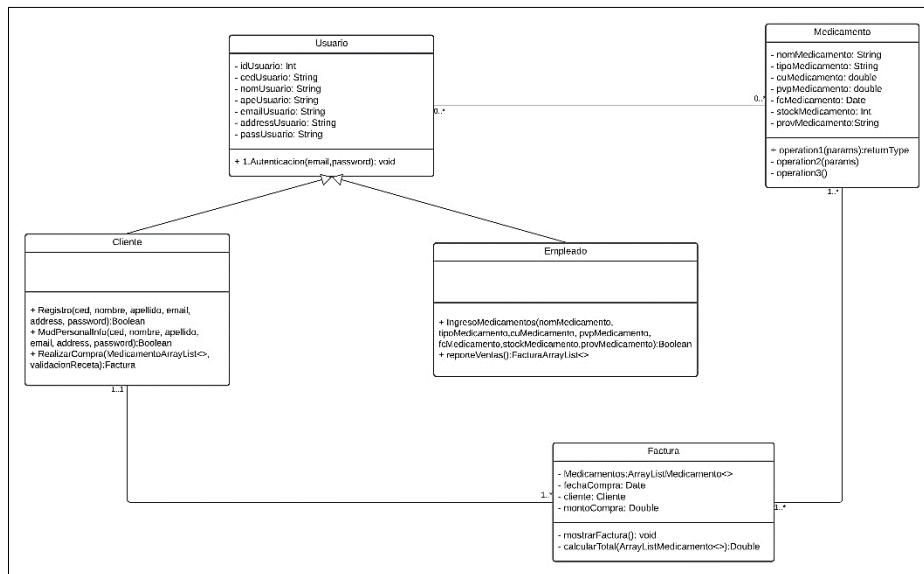 Usuario
- idUsuario: Int
- cedUsuario: String
- nomUsuario: String
- apeUsuario: String
- emailUsuario: String
- addressUsuario: String
- passUsuario: String
+ 1.Autenticacion(email,password): void
Medicamento
- nomMedicamento: String
- tipoMedicamento: String
- cuMedicamento: double
- pvpMedicamento: double
- fcMedicamento: Date
- stockMedicamento: Int
- provMedicamento:String
+ operation1(params):returnType
- operation2(params)
- operation3()
0..*
0..*
1..*
Cliente
+ Registro(ced, nombre, apellido, email,
address, password):Boolean
+ ModPersonalInfo(ced, nombre, apellido,
email, address, password):Boolean
+ RealizarCompra(MedicamentoArrayList<>,
validacionReceta):Factura
Empleado
+ IngresoMedicamentos(nomMedicamento,
tipoMedicamento,cuMedicamento, pvpMedicamento,
fcMedicamento,stockMedicamento.provMedicamento):Boolean
+ reporteVentas():FacturaArrayList<>
1..1
Factura
- Medicamentos:ArrayListMedicamento<>
- fechaCompra: Date
- cliente: Cliente
- montoCompra: Double
- mostrarFactura(): void
- calcularTotal(ArrayListMedicamento<>):Double
1..*
1..*